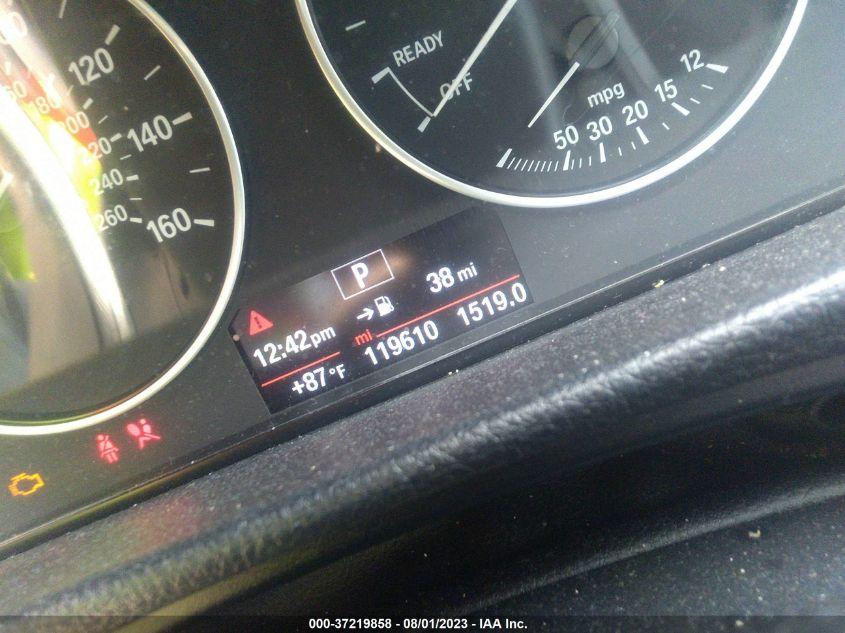 120
140
160
80
200
220
240
260
READY
OFF
mpg
50 30 20 15 12
P
38 mi
12:42pm
mi
119610 1519.0
+87°F
000-37219858 - 08/01/2023 - IAA Inc.